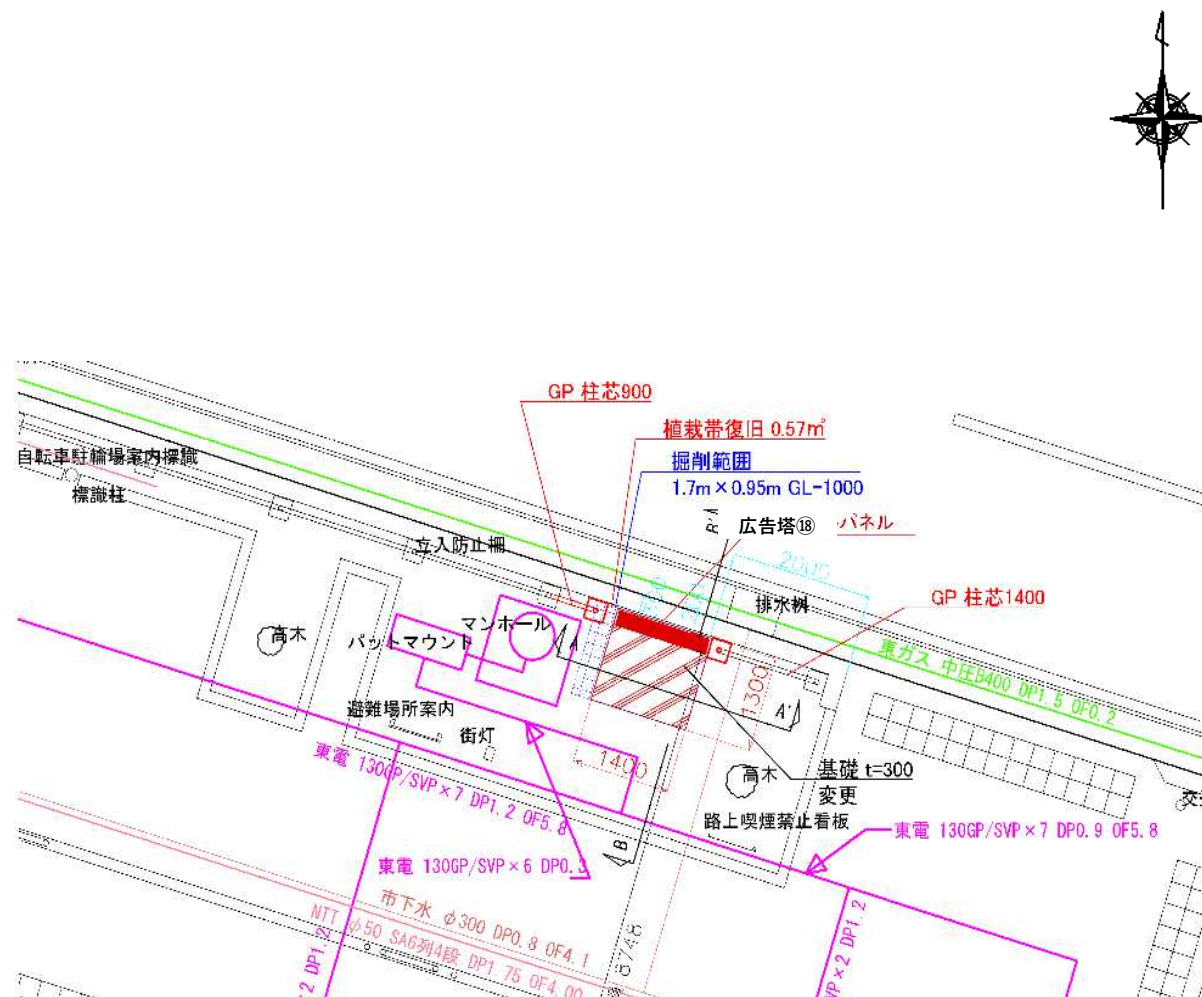 GP 柱芯900
植栽帯復旧 0.57㎡
掘削範囲
1.7m×0.95m GL-1000
広告塔⑱
パネル
2000
自転車駐輪場案内標識
標識柱
立入防止柵
排水桝
GP 柱芯1400
高木
マンホール
パットマウント
A
東ガス 中圧B400 DP1.5 OF0.2
1300
A'
避難場所案内
街灯
東電 130GP/SVP×7 DP1.2 OF5.8
1400
高木
基礎 t=300
変更
路上喫煙禁止看板
東電 130GP/SVP×7 DP0.9 OF5.8
B
東電 130GP/SVP×6 DP0.3
市下水 φ300 DP0.8 OF4.1
NTT φ50 SA6列4段 DP1.75 OF4.00
2 DP1.2
VP×2 DP1.2